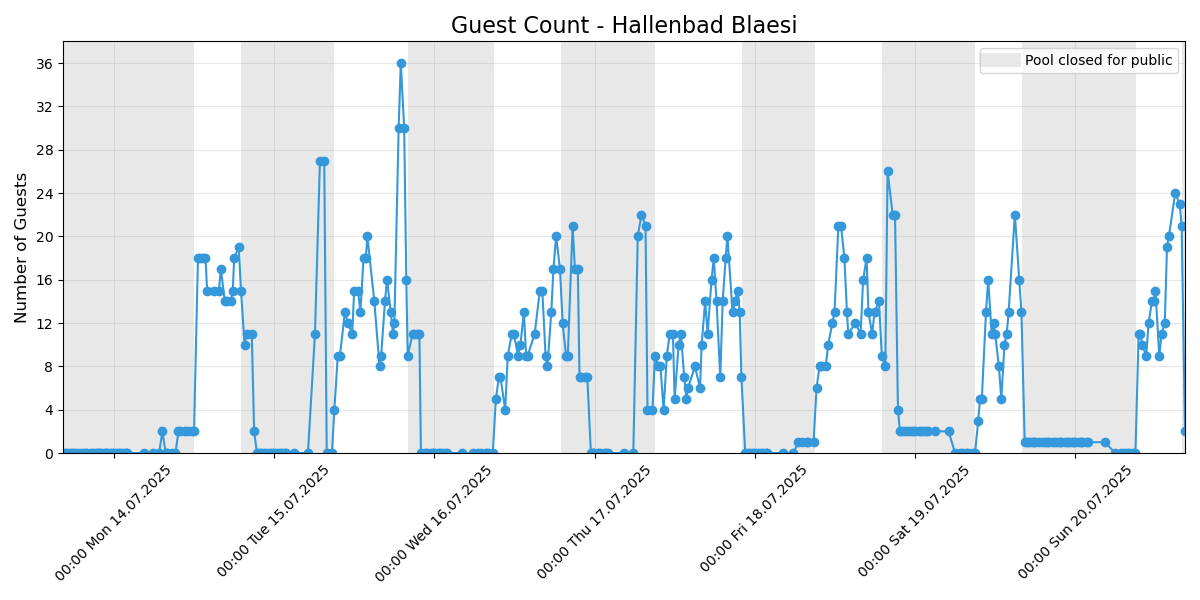 Guest Count - Hallenbad Blaesi
Pool closed for public
Number of Guests
36
32
28
24
20
16
12
8
4
0
00:00 Mon 14.07.2025
00:00 Tue 15.07.2025
00:00 Wed 16.07.2025
00:00 Thu 17.07.2025
00:00 Fri 18.07.2025
00:00 Sat 19.07.2025
00:00 Sun 20.07.2025